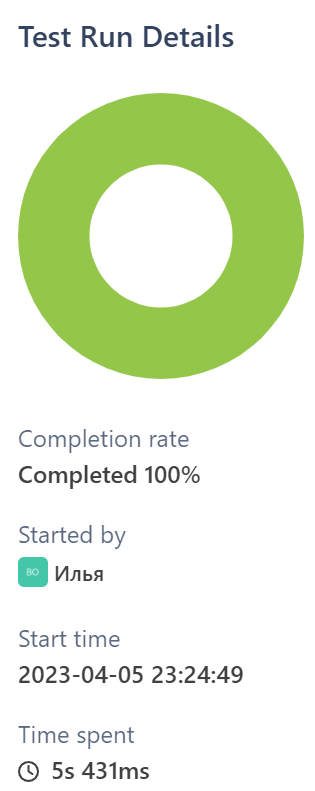 Test Run Details
Completion rate
Completed 100%
Started by
BO Илья
Start time
2023-04-05 23:24:49
Time spent
5s 431ms